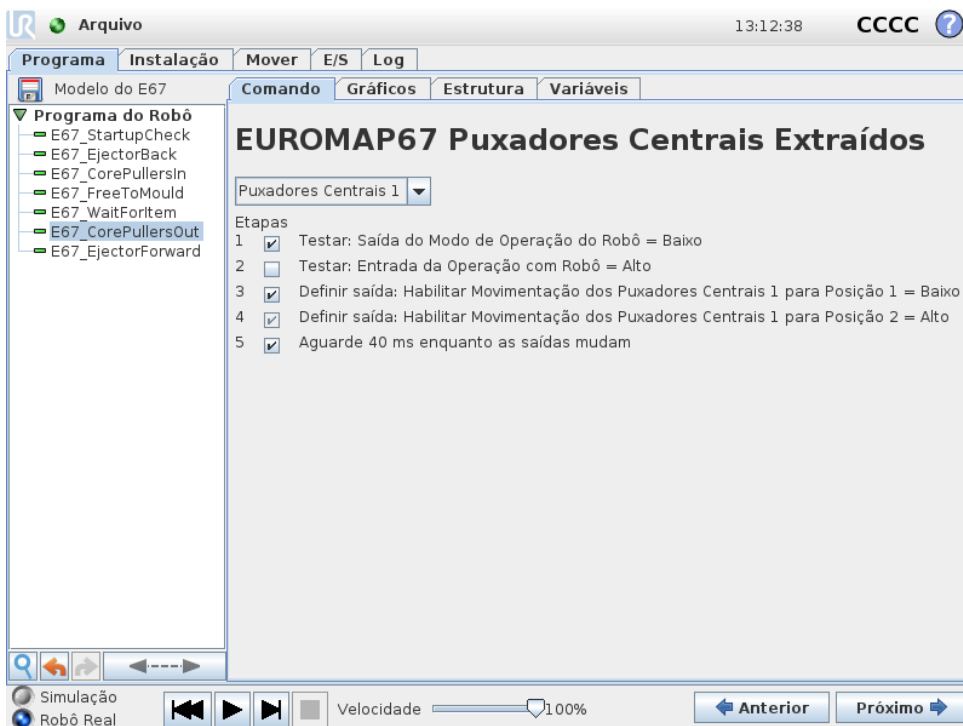 UR Arquivo 13:12:38 CCCC ?
Programa Instalação Mover E/S Log
Modelo do E67 Comando Gráficos Estrutura Variáveis
Programa do Robô
E67_StartupCheck
E67_EjectorBack
E67_CorePullersIn
E67_FreeToMould
E67_WaitForItem
E67_CorePullersOut
E67_EjectorForward
EUROMAP67 Puxadores Centrais Extraídos
Puxadores Centrais 1
Etapas
1 Testar: Saída do Modo de Operação do Robô = Baixo
2 Testar: Entrada da Operação com Robô = Alto
3 Definir saída: Habilitar Movimentação dos Puxadores Centrais 1 para Posição 1 = Baixo
4 Definir saída: Habilitar Movimentação dos Puxadores Centrais 1 para Posição 2 = Alto
5 Aguarde 40 ms enquanto as saídas mudam
Simulação
Robô Real
Velocidade 100% Anterior Próximo